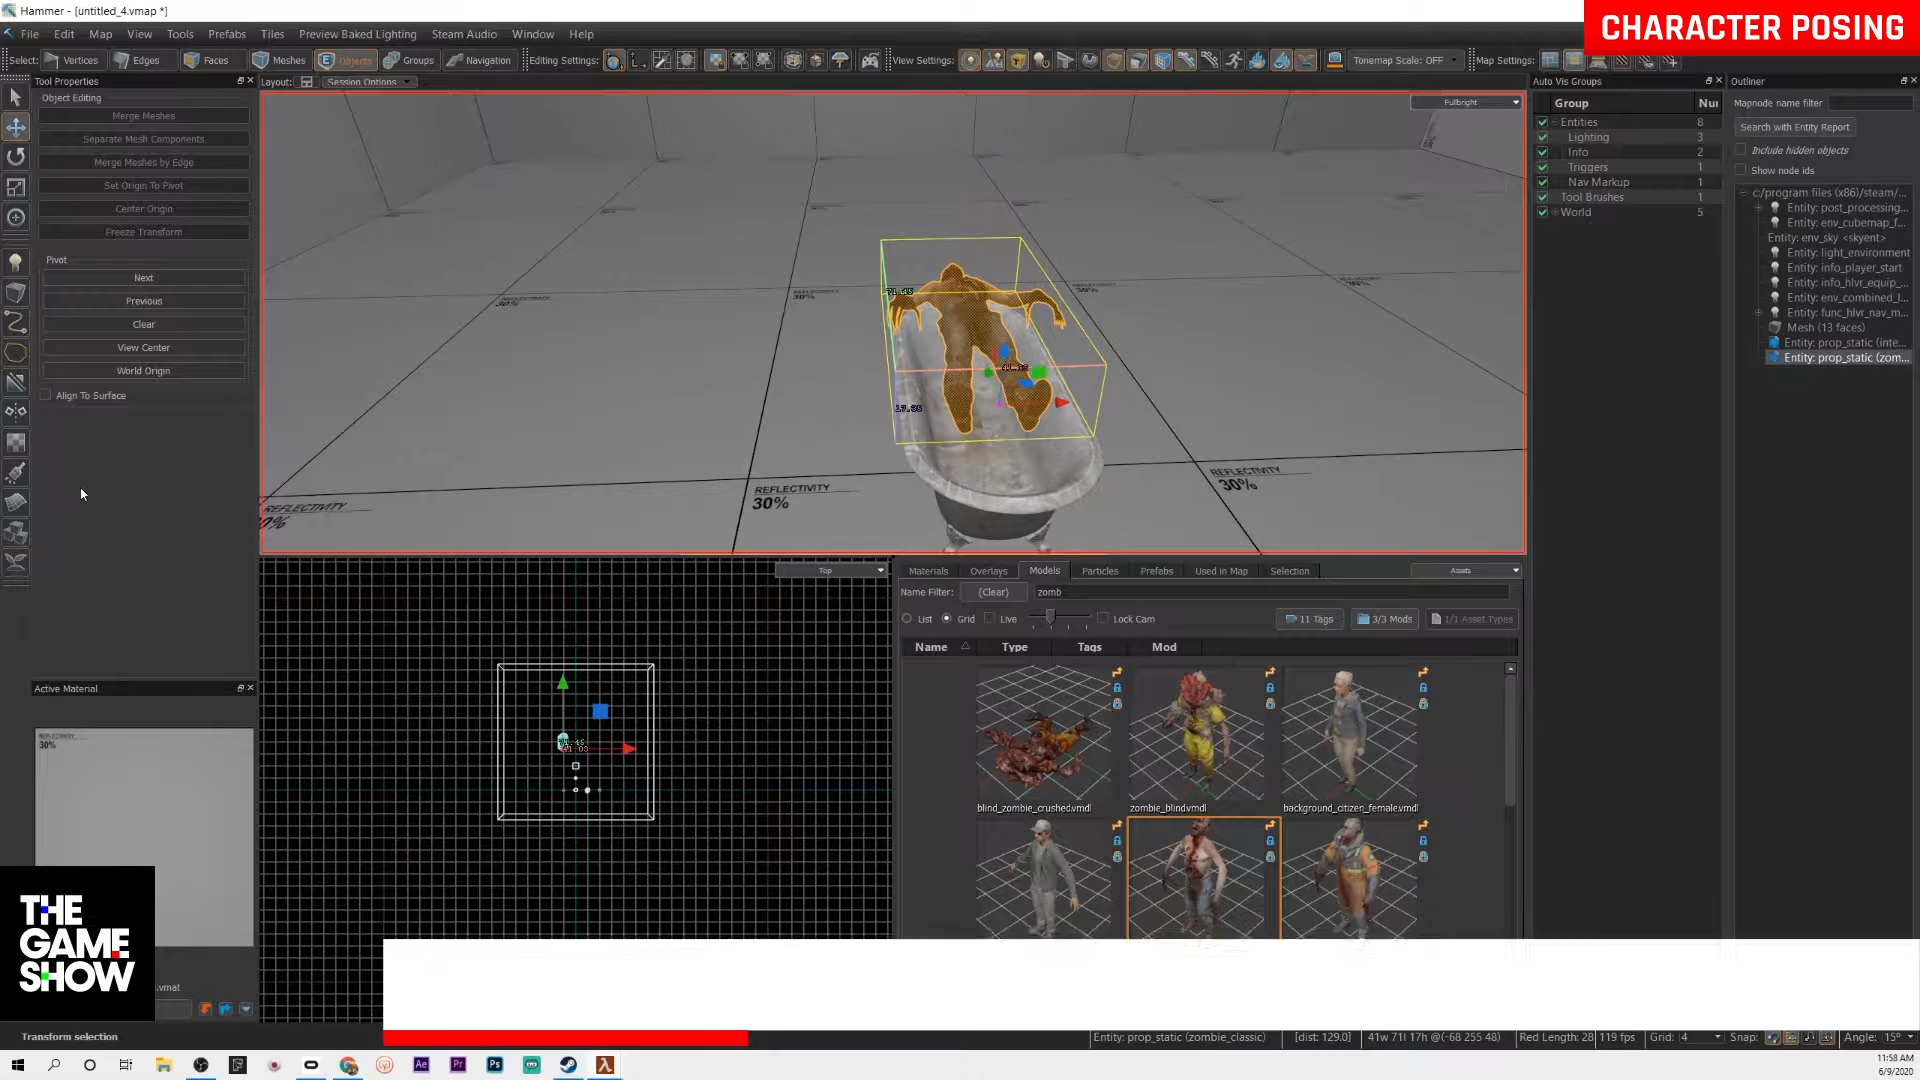 Hammer - [untitled_4.vmap *]
CHARACTER POSING
File Edit Map View Tools Prefabs Tiles Preview Baked Lighting Steam Audio Window Help
Select: Vertices Edges Faces Meshes Objects Groups Navigation Editing Settings: View Settings: Tonemap Scale: OFF Map Settings:
Tool Properties
Layout: Session Options
Object Editing
Merge Meshes
Separate Mesh Components
Merge Meshes by Edge
Set Origin To Pivot
Center Origin
Freeze Transform
Pivot
Next
Previous
Clear
View Center
World Origin
Align To Surface
Fullbright
71.45
17.35
REFLECTIVITY
30%
REFLECTIVITY
30%
REFLECTIVITY
30%
Auto Vis Groups
Group Nu
Entities 8
Lighting 3
Info 2
Triggers 1
Nav Markup 1
Tool Brushes 1
World 5
Outliner
Mapnode name filter
Search with Entity Report
Include hidden objects
Show node ids
c:/program files (x86)/steam/...
Entity: post_processing...
Entity: env_cubemap_f...
Entity: env_sky <skyent>
Entity: light_environment
Entity: info_player_start
Entity: info_hlvr_equip_...
Entity: env_combined_l...
Entity: func_hlvr_nav_m...
Mesh (13 faces)
Entity: prop_static (inte...
Entity: prop_static (zom...
Top
Materials Overlays Models Particles Prefabs Used in Map Selection Assets
Name Filter: (Clear) zomb
List Grid Live Lock Cam 11 Tags 3/3 Mods 1/1 Asset Types
Name Type Tags Mod
blind_zombie_crushed.vmdl zombie_blind.vmdl background_citizen_female.vmdl
Active Material
REFLECTIVITY
30%
THE
GAME
SHOW
.vmat
Transform selection
Entity: prop_static (zombie_classic) [dist: 129.0] 41w 71l 17h @(-68 255 48) Red Length: 28 119 fps Grid: 4 Snap: Angle: 15°
Ae Pr Ps
11:58 AM
6/9/2020